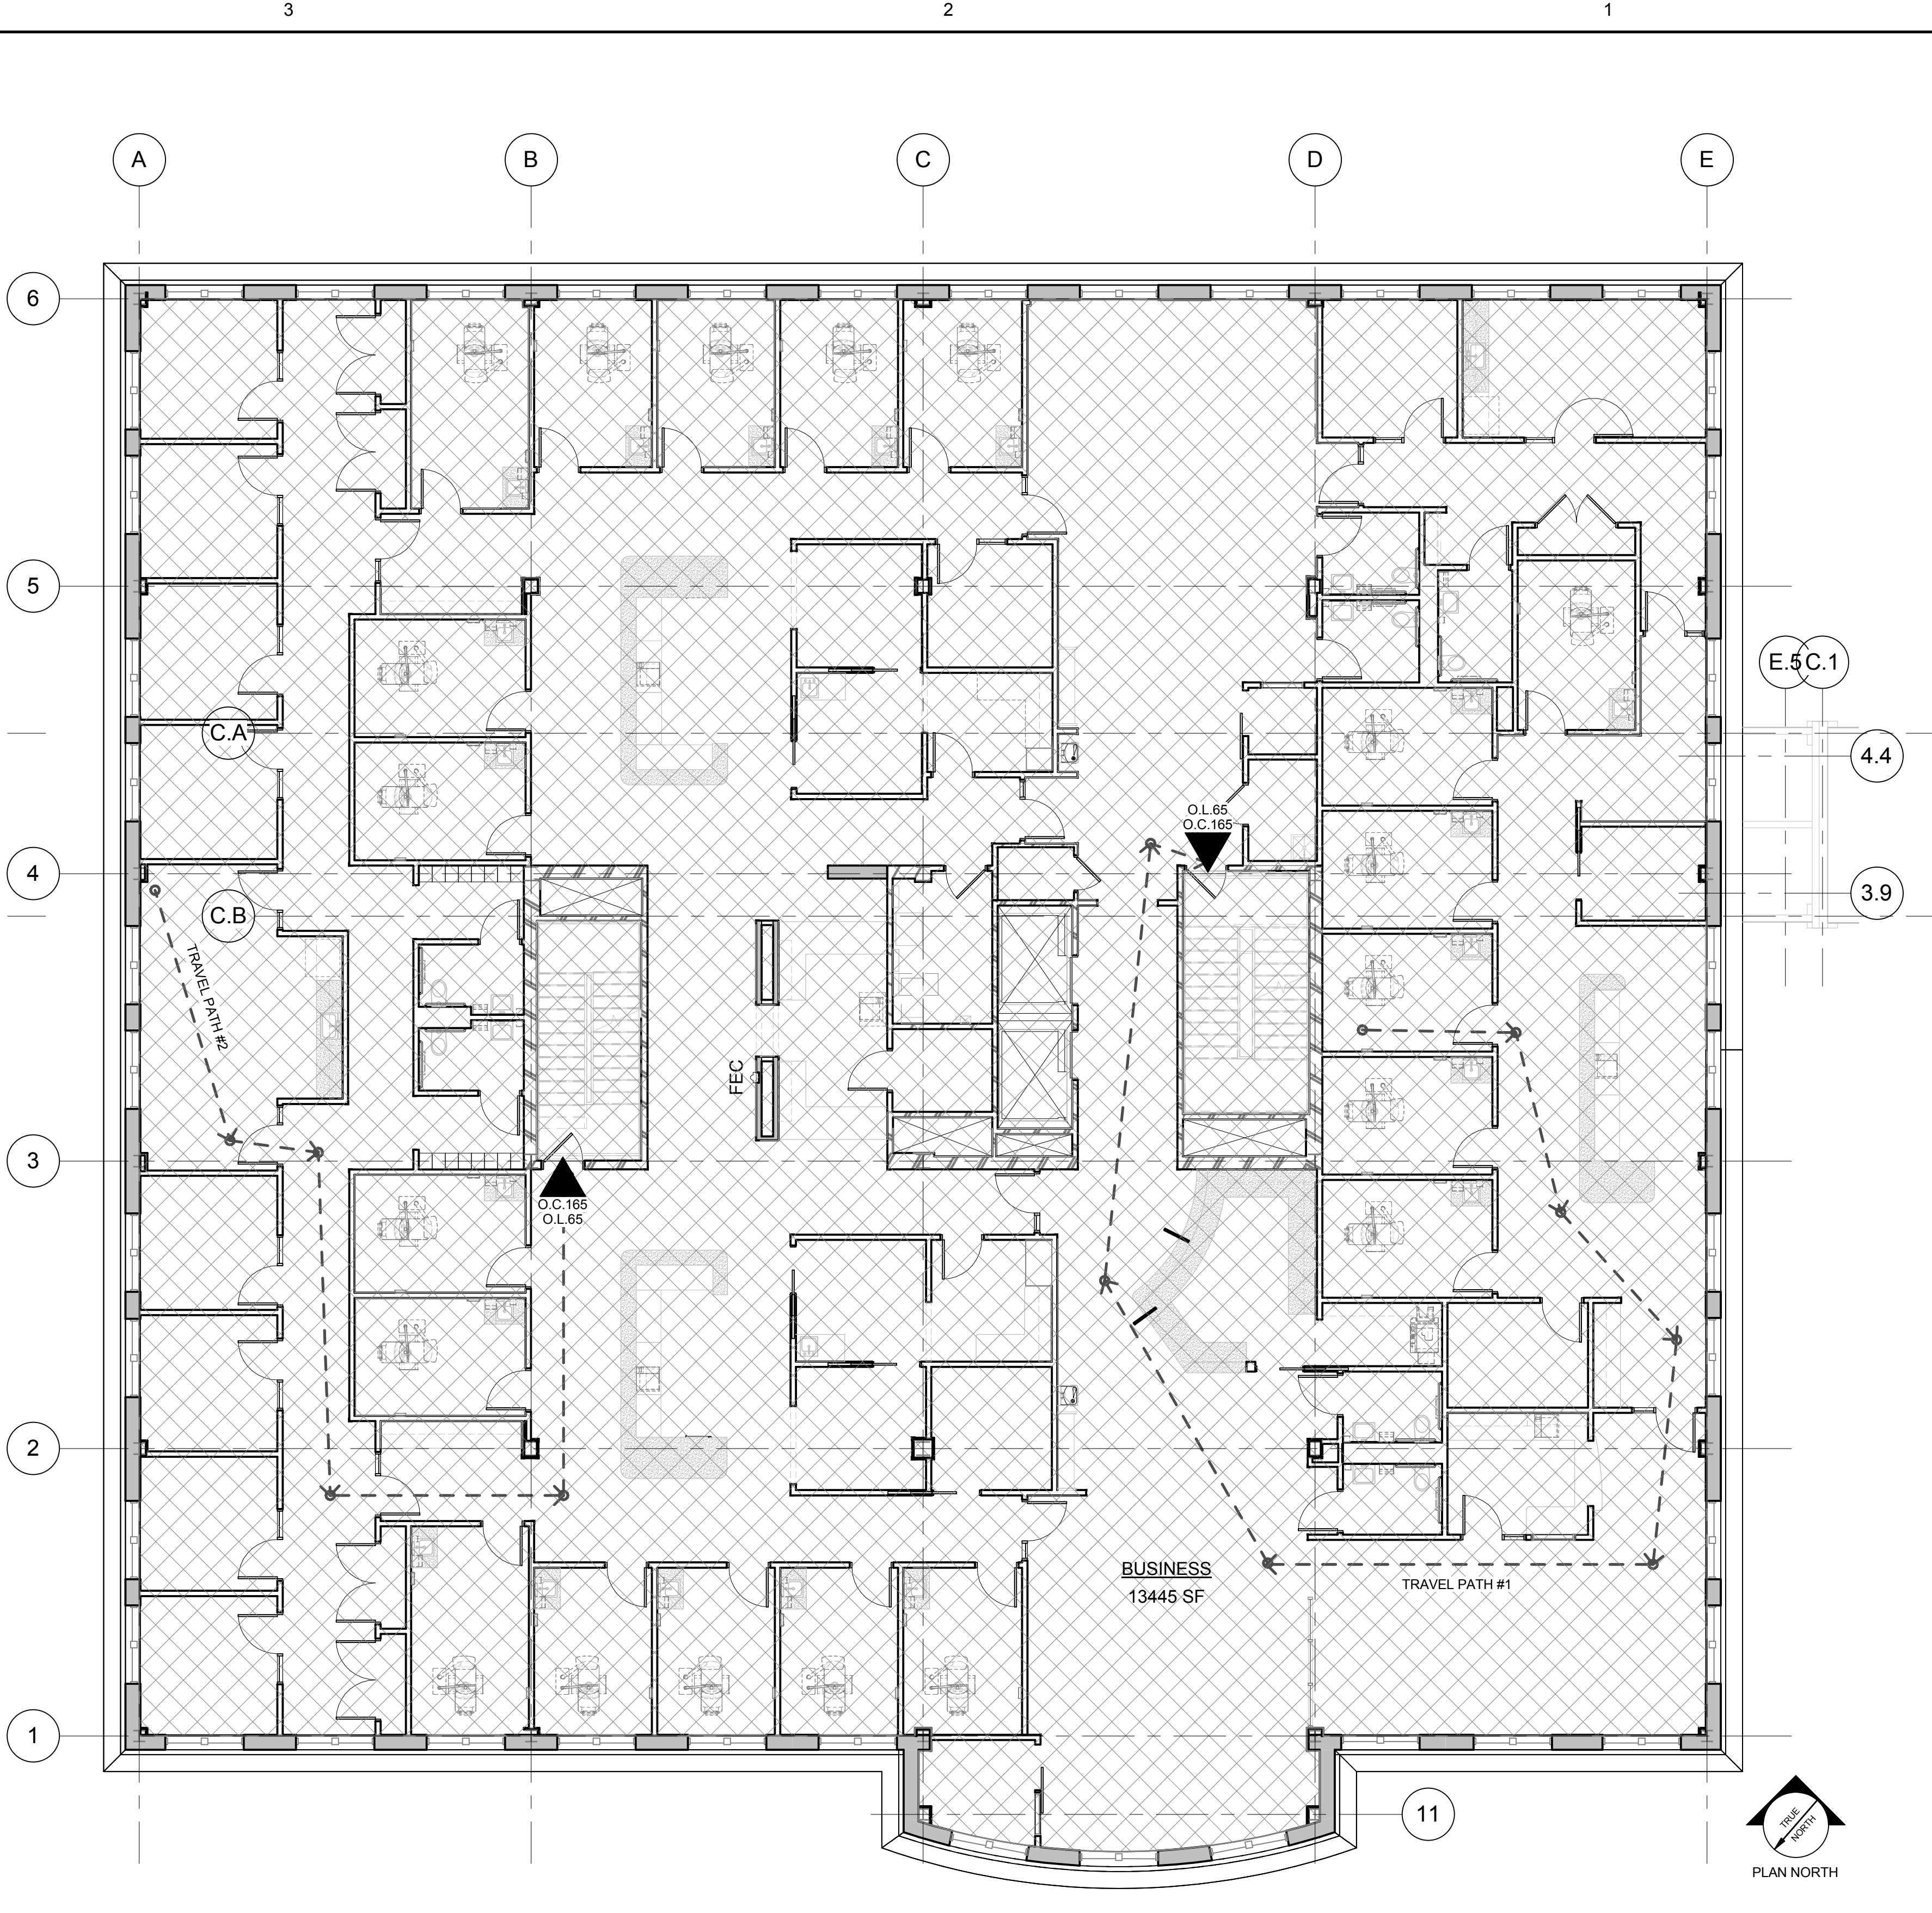 3 2 1
A B C D E
6
5
E.5 C.1
C.A
4.4
O.L.65
O.C.165
4
3.9
C.B
TRAVEL PATH #2
FEC
3
O.C.165
O.L.65
2
BUSINESS
13445 SF
TRAVEL PATH #1
1
11
TRUE
NORTH
PLAN NORTH